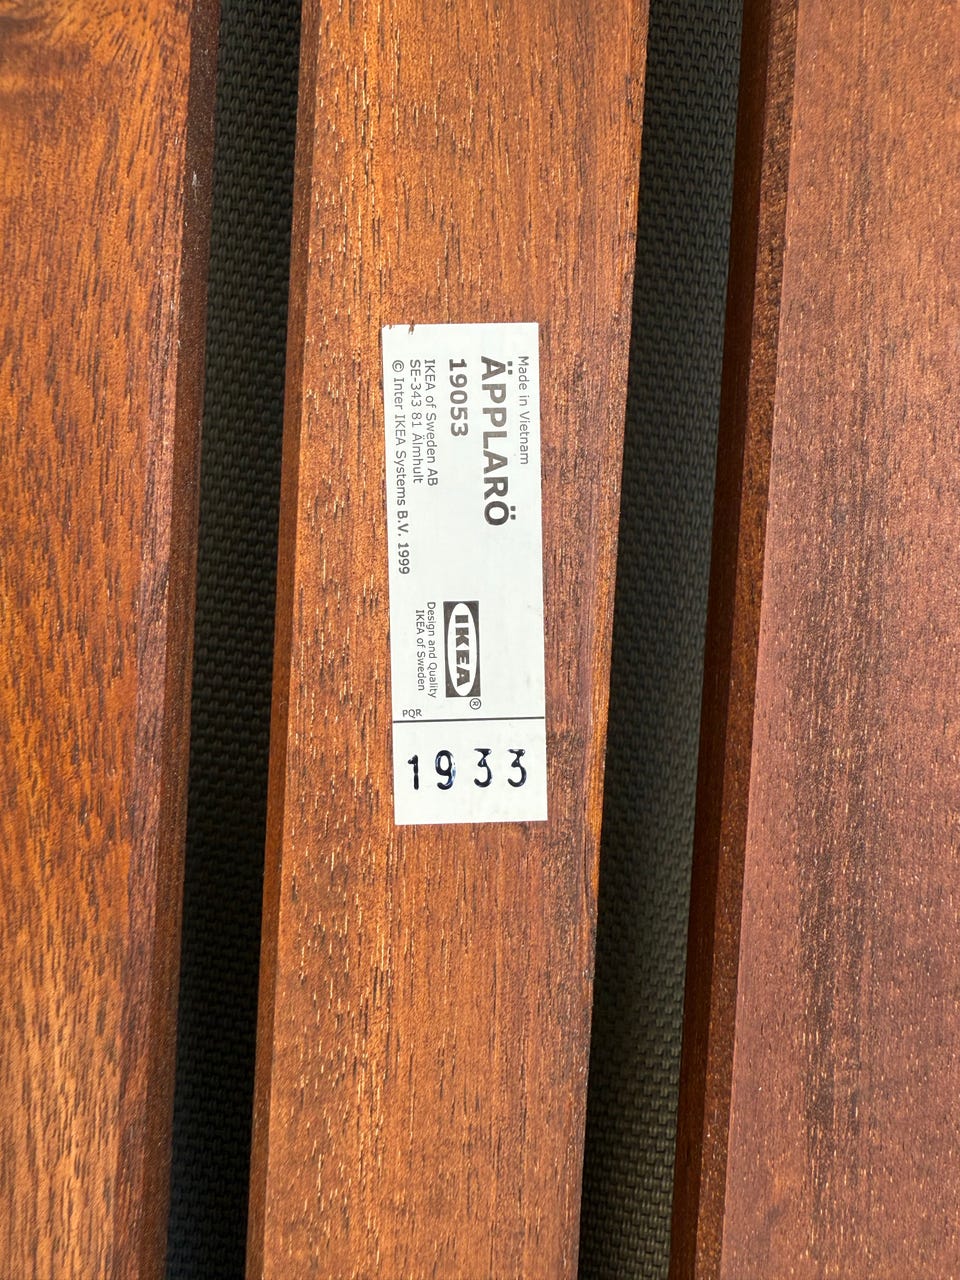 Made in Vietnam
ÄPPLARÖ
19053
IKEA of Sweden AB
SE-343 81 Älmhult
© Inter IKEA Systems B.V. 1999
IKEA®
Design and Quality
IKEA of Sweden
PQR
1933